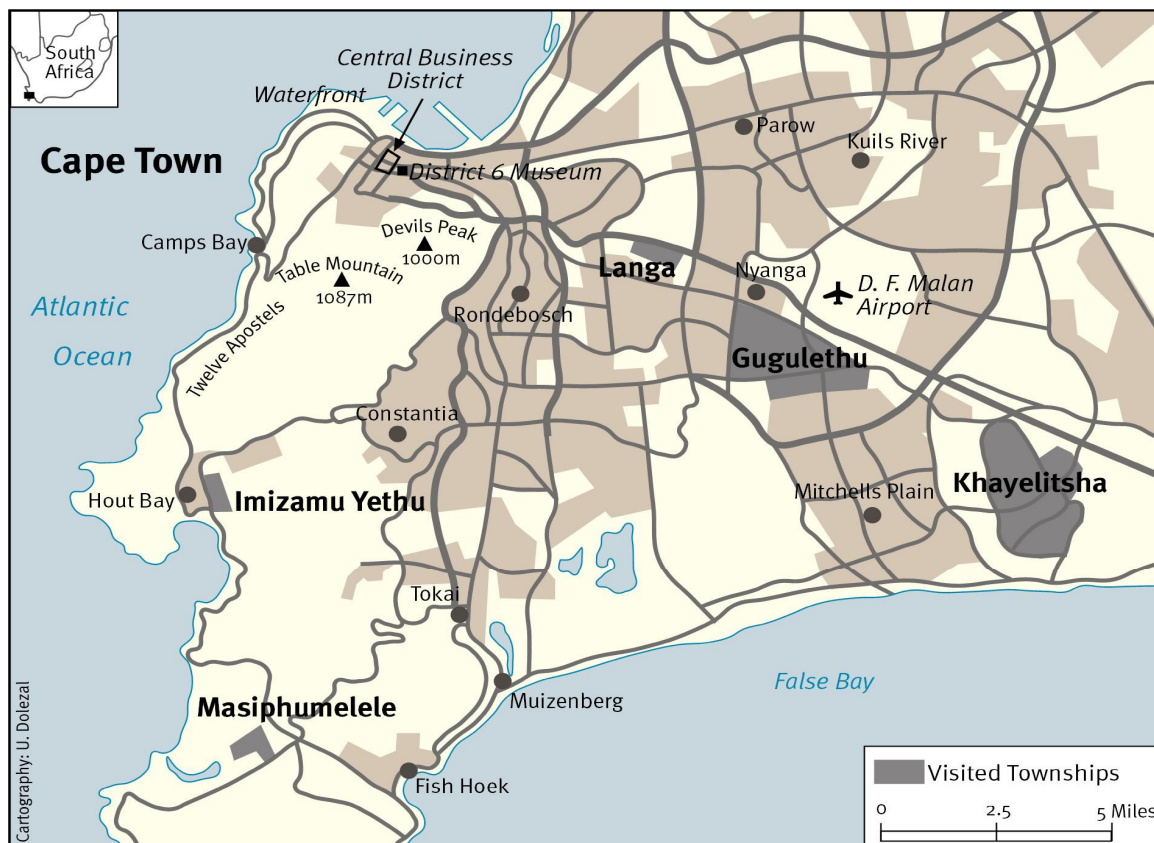 South
Africa
Central Business
District
Waterfront
Cape Town
Parow
Kuils River
District 6 Museum
Devils Peak
1000m
Camps Bay
Table Mountain
1087m
Langa
Nyanga
D. F. Malan
Airport
Atlantic
Ocean
Rondebosch
Twelve Apostels
Gugulethu
Constantia
Hout Bay
Imizamu Yethu
Mitchells Plain
Khayelitsha
Tokai
False Bay
Muizenberg
Masiphumelele
Fish Hoek
Visited Townships
0 2.5 5 Miles
Cartography: U. Dolezal